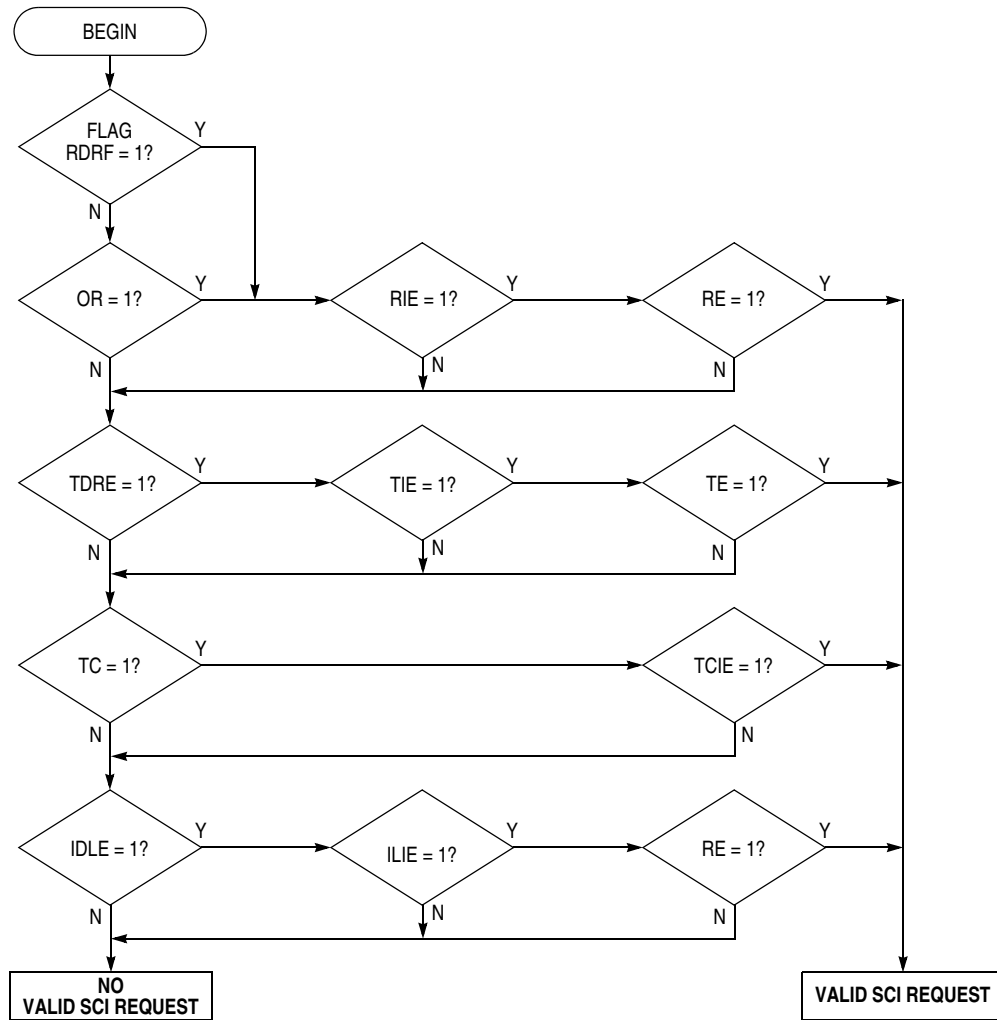 BEGIN
FLAG
RDRF = 1?
Y
N
OR = 1?
Y
RIE = 1?
Y
RE = 1?
Y
N
N
N
TDRE = 1?
Y
TIE = 1?
Y
TE = 1?
Y
N
N
N
TC = 1?
Y
TCIE = 1?
Y
N
N
IDLE = 1?
Y
ILIE = 1?
Y
RE = 1?
Y
N
N
N
NO
VALID SCI REQUEST
VALID SCI REQUEST